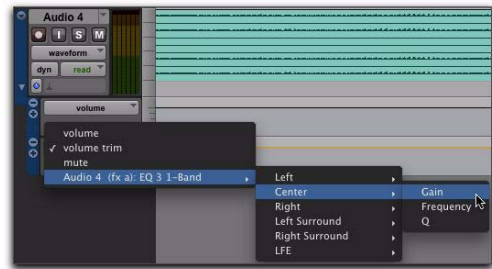 Audio 4
I S M
waveform
dyn read
volume
volume
✓ volume trim
mute
Audio 4 (fx a): EQ 3 1-Band
Left
Center
Right
Left Surround
Right Surround
LFE
Gain
Frequency
Q